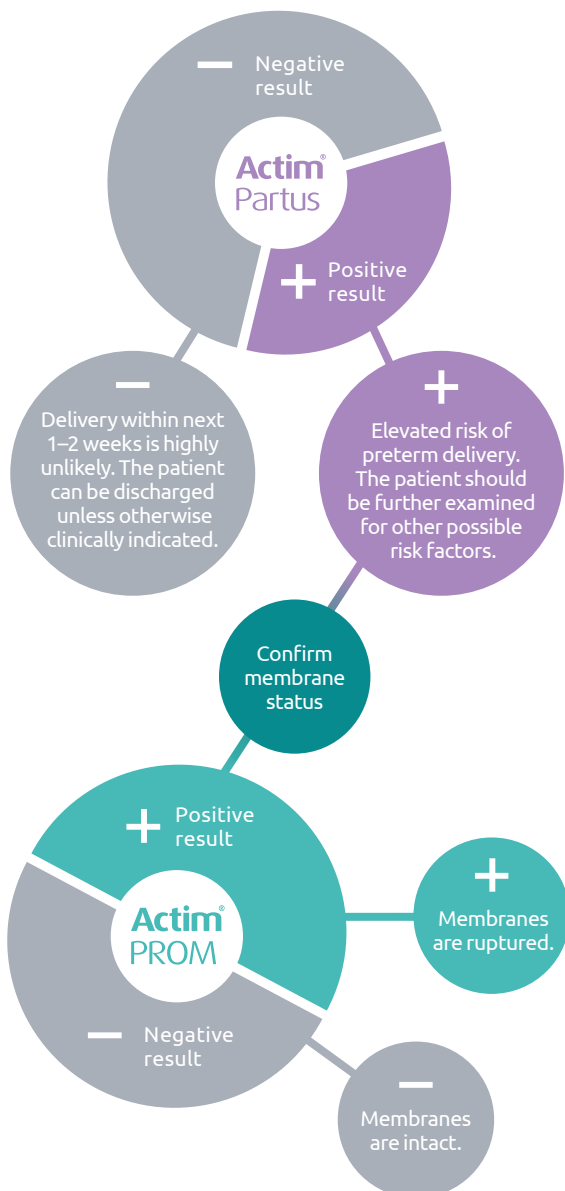 Negative
result
Actim®
Partus
Positive
result
Delivery within next
1–2 weeks is highly
unlikely. The patient
can be discharged
unless otherwise
clinically indicated.
Elevated risk of
preterm delivery.
The patient should
be further examined
for other possible
risk factors.
Confirm
membrane
status
Positive
result
Actim®
PROM
Membranes
are ruptured.
Negative
result
Membranes
are intact.